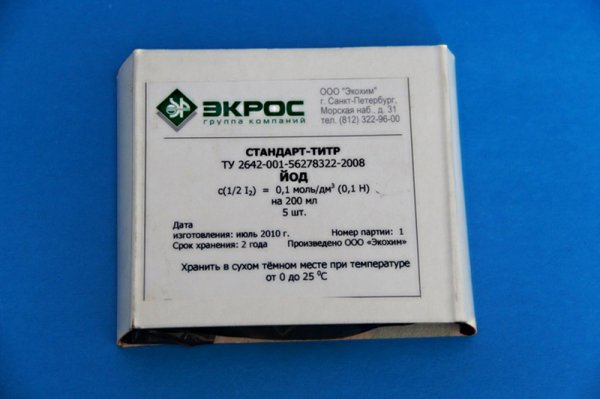 ЭКРОС
группа компаний
ООО "Экохим"
г. Санкт-Петербург,
Морская наб., д. 31
тел. (812) 322-96-00
СТАНДАРТ-ТИТР
ТУ 2642-001-56278322-2008
ЙОД
с(1/2 I₂) = 0,1 моль/дм³ (0,1 Н)
на 200 мл
5 шт.
Дата
изготовления: июль 2010 г. Номер партии: 1
Срок хранения: 2 года Произведено ООО «Экохим»
Хранить в сухом тёмном месте при температуре
от 0 до 25 ⁰С